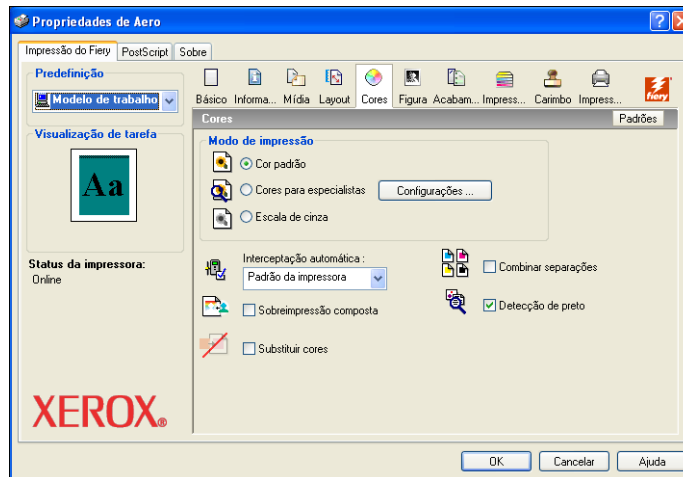 Propriedades de Aero
Impressão do Fiery PostScript Sobre
Predefinição
Modelo de trabalho
Visualização de tarefa
Aa
Status da impressora:
Online
XEROX®
Básico Informa... Mídia Layout Cores Figura Acabam... Impress... Carimbo Impress... fiery
Cores Padrões
Modo de impressão
Cor padrão
Cores para especialistas Configurações ...
Escala de cinza
Interceptação automática :
Padrão da impressora
Combinar separações
Sobreimpressão composta
Detecção de preto
Substituir cores
OK Cancelar Ajuda